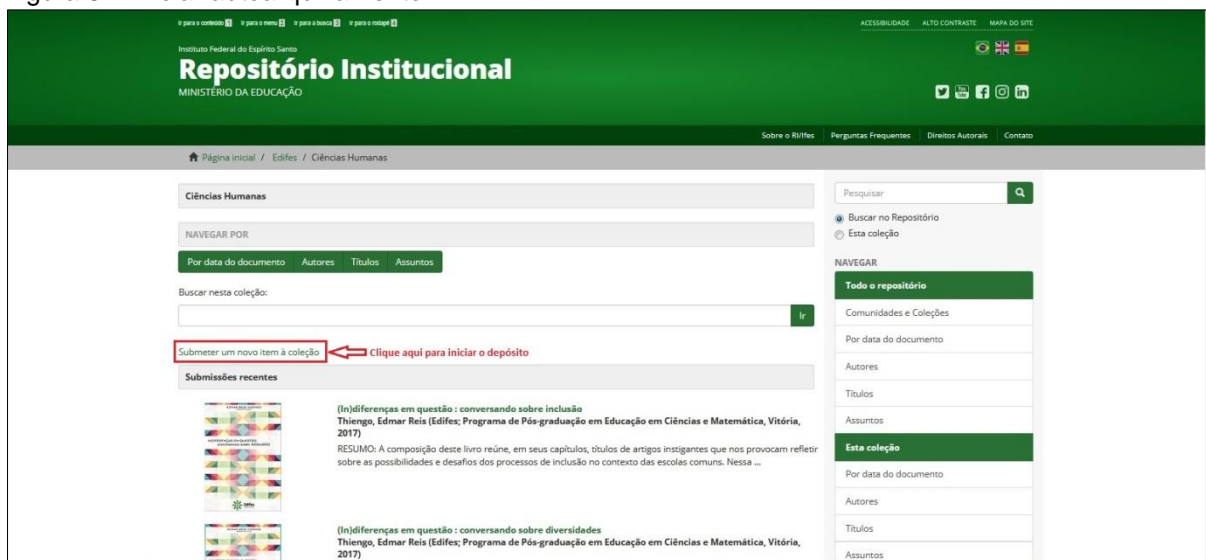 ir para o conteúdo 1 ir para o menu 2 ir para a busca 3 ir para o rodapé 4
ACESSIBILIDADE ALTO CONTRASTE MAPA DO SITE
Instituto Federal do Espírito Santo
Repositório Institucional
MINISTÉRIO DA EDUCAÇÃO
Sobre o RI/Ifes Perguntas Frequentes Direitos Autorais Contato
Página inicial / Edifes / Ciências Humanas
Ciências Humanas
NAVEGAR POR
Por data do documento Autores Títulos Assuntos
Buscar nesta coleção:
Ir
Submeter um novo item à coleção
Clique aqui para iniciar o depósito
Submissões recentes
(In)diferenças em questão : conversando sobre inclusão
Thiengo, Edmar Reis (Edifes; Programa de Pós-graduação em Educação em Ciências e Matemática, Vitória,
2017)
RESUMO: A composição deste livro reúne, em seus capítulos, títulos de artigos instigantes que nos provocam refletir
sobre as possibilidades e desafios dos processos de inclusão no contexto das escolas comuns. Nessa ...
Edifes
(In)diferenças em questão : conversando sobre diversidades
Thiengo, Edmar Reis (Edifes; Programa de Pós-graduação em Educação em Ciências e Matemática, Vitória,
2017)
Pesquisar
Buscar no Repositório
Esta coleção
NAVEGAR
Todo o repositório
Comunidades e Coleções
Por data do documento
Autores
Títulos
Assuntos
Esta coleção
Por data do documento
Autores
Títulos
Assuntos